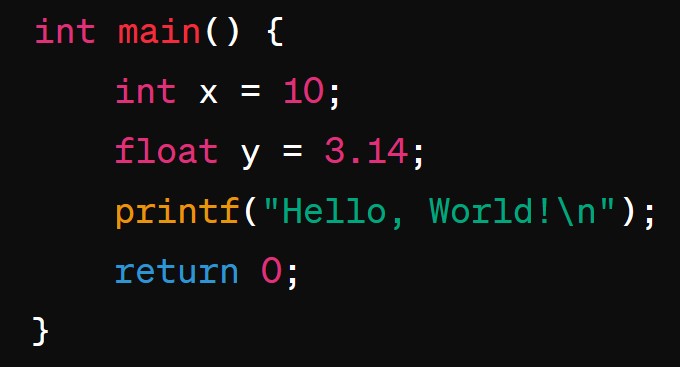 int main() {
    int x = 10;
    float y = 3.14;
    printf("Hello, World!\n");
    return 0;
}